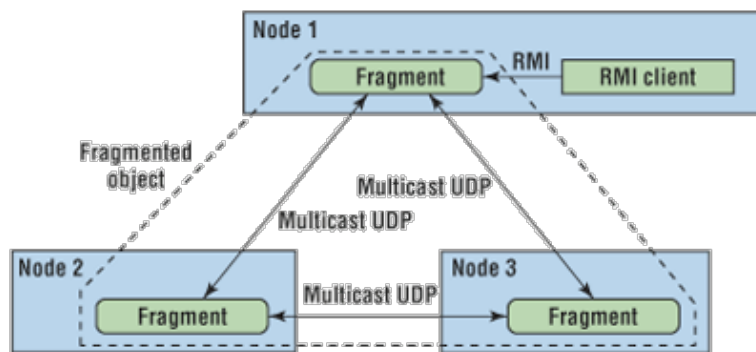 Node 1
RMI
Fragment
RMI client
Fragmented
object
Multicast UDP
Multicast UDP
Node 2
Node 3
Multicast UDP
Fragment
Fragment